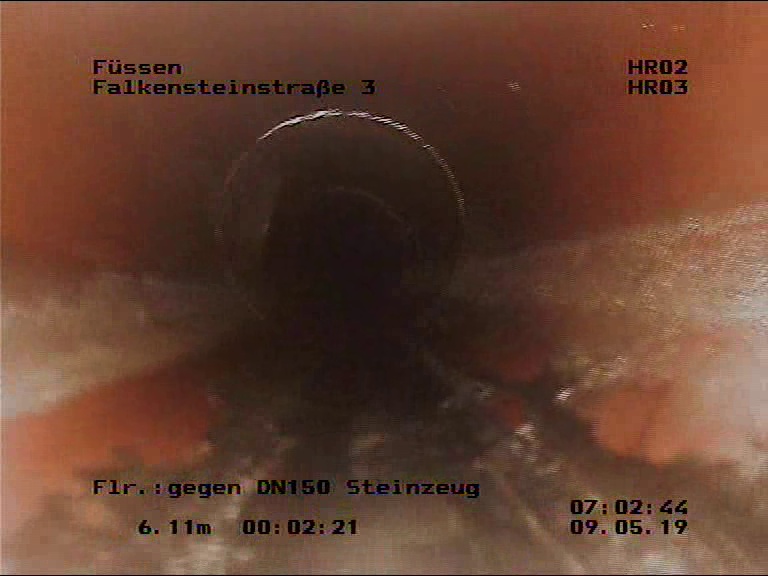 Füssen HR02
Falkensteinstraße 3 HR03
Flr.:gegen DN150 Steinzeug
07:02:44
6.11m 00:02:21 09.05.19